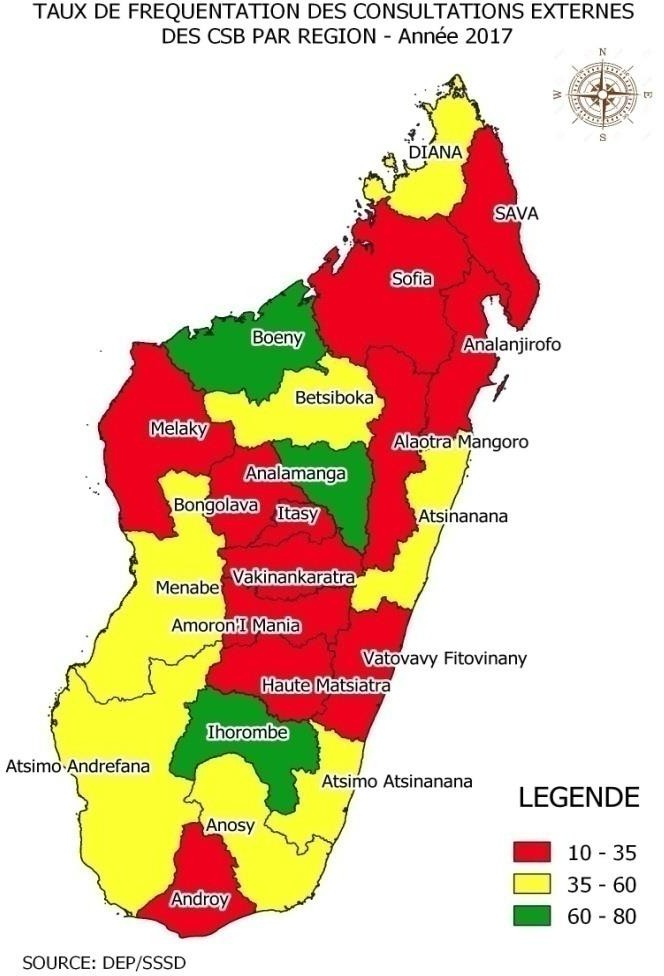 TAUX DE FREQUENTATION DES CONSULTATIONS EXTERNES
DES CSB PAR REGION - Année 2017
N
W
E
S
DIANA
SAVA
Sofia
Boeny
Analanjirofo
Betsiboka
Melaky
Alaotra Mangoro
Analamanga
Bongolava
Itasy
Atsinanana
Vakinankaratra
Menabe
Amoron'I Mania
Vatovavy Fitovinany
Haute Matsiatra
Ihorombe
Atsimo Andrefana
Atsimo Atsinanana
Anosy
Androy
LEGENDE
10 - 35
35 - 60
60 - 80
SOURCE: DEP/SSSD